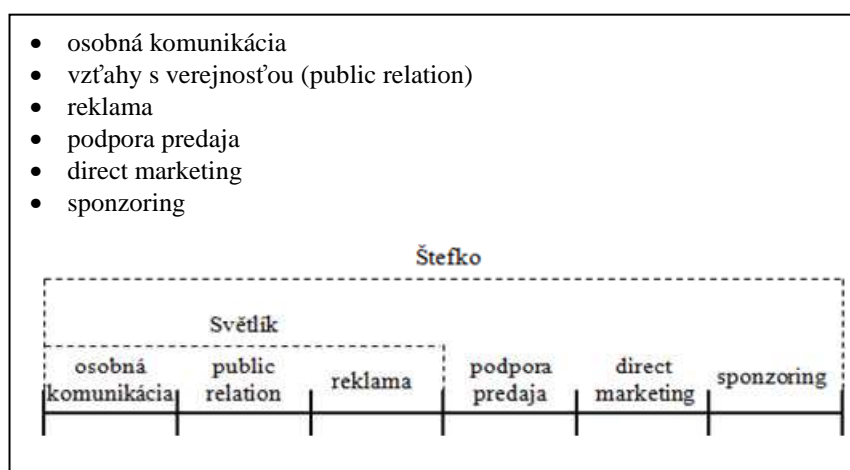 • osobná komunikácia
• vzťahy s verejnosťou (public relation)
• reklama
• podpora predaja
• direct marketing
• sponzoring
Štefko
Světlík
osobná komunikácia
public relation
reklama
podpora predaja
direct marketing
sponzoring